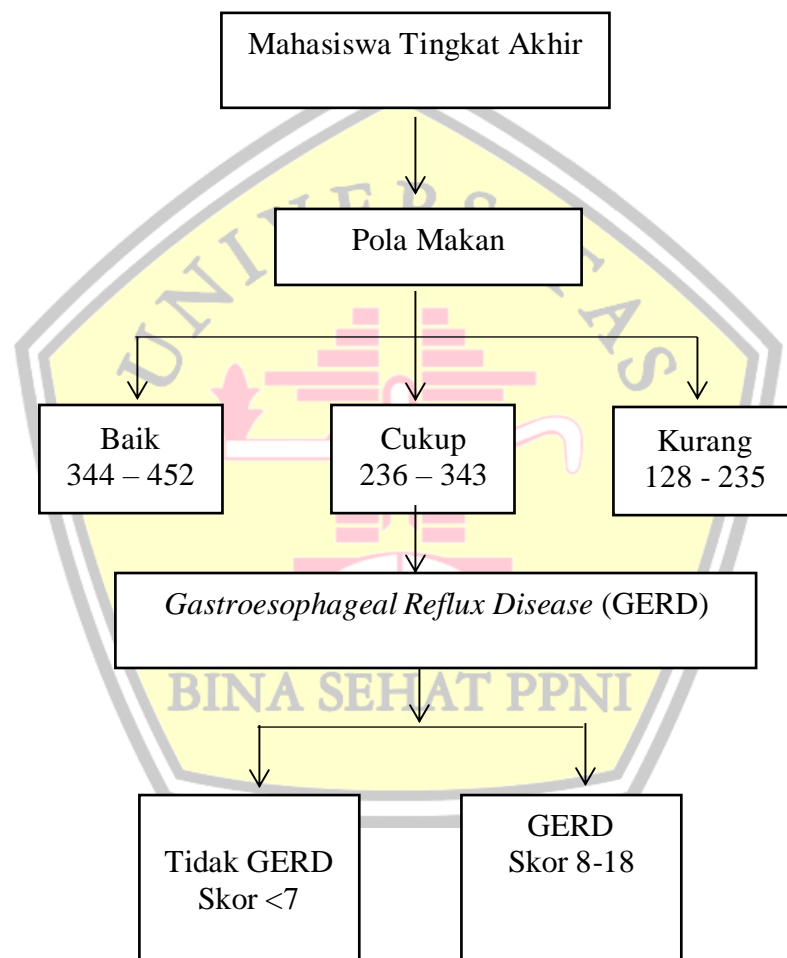 Mahasiswa Tingkat Akhir
UNIVERSITAS
Pola Makan
Baik
344 – 452
Cukup
236 – 343
Kurang
128 - 235
Gastroesophageal Reflux Disease (GERD)
BINA SEHAT PPNI
Tidak GERD
Skor <7
GERD
Skor 8-18